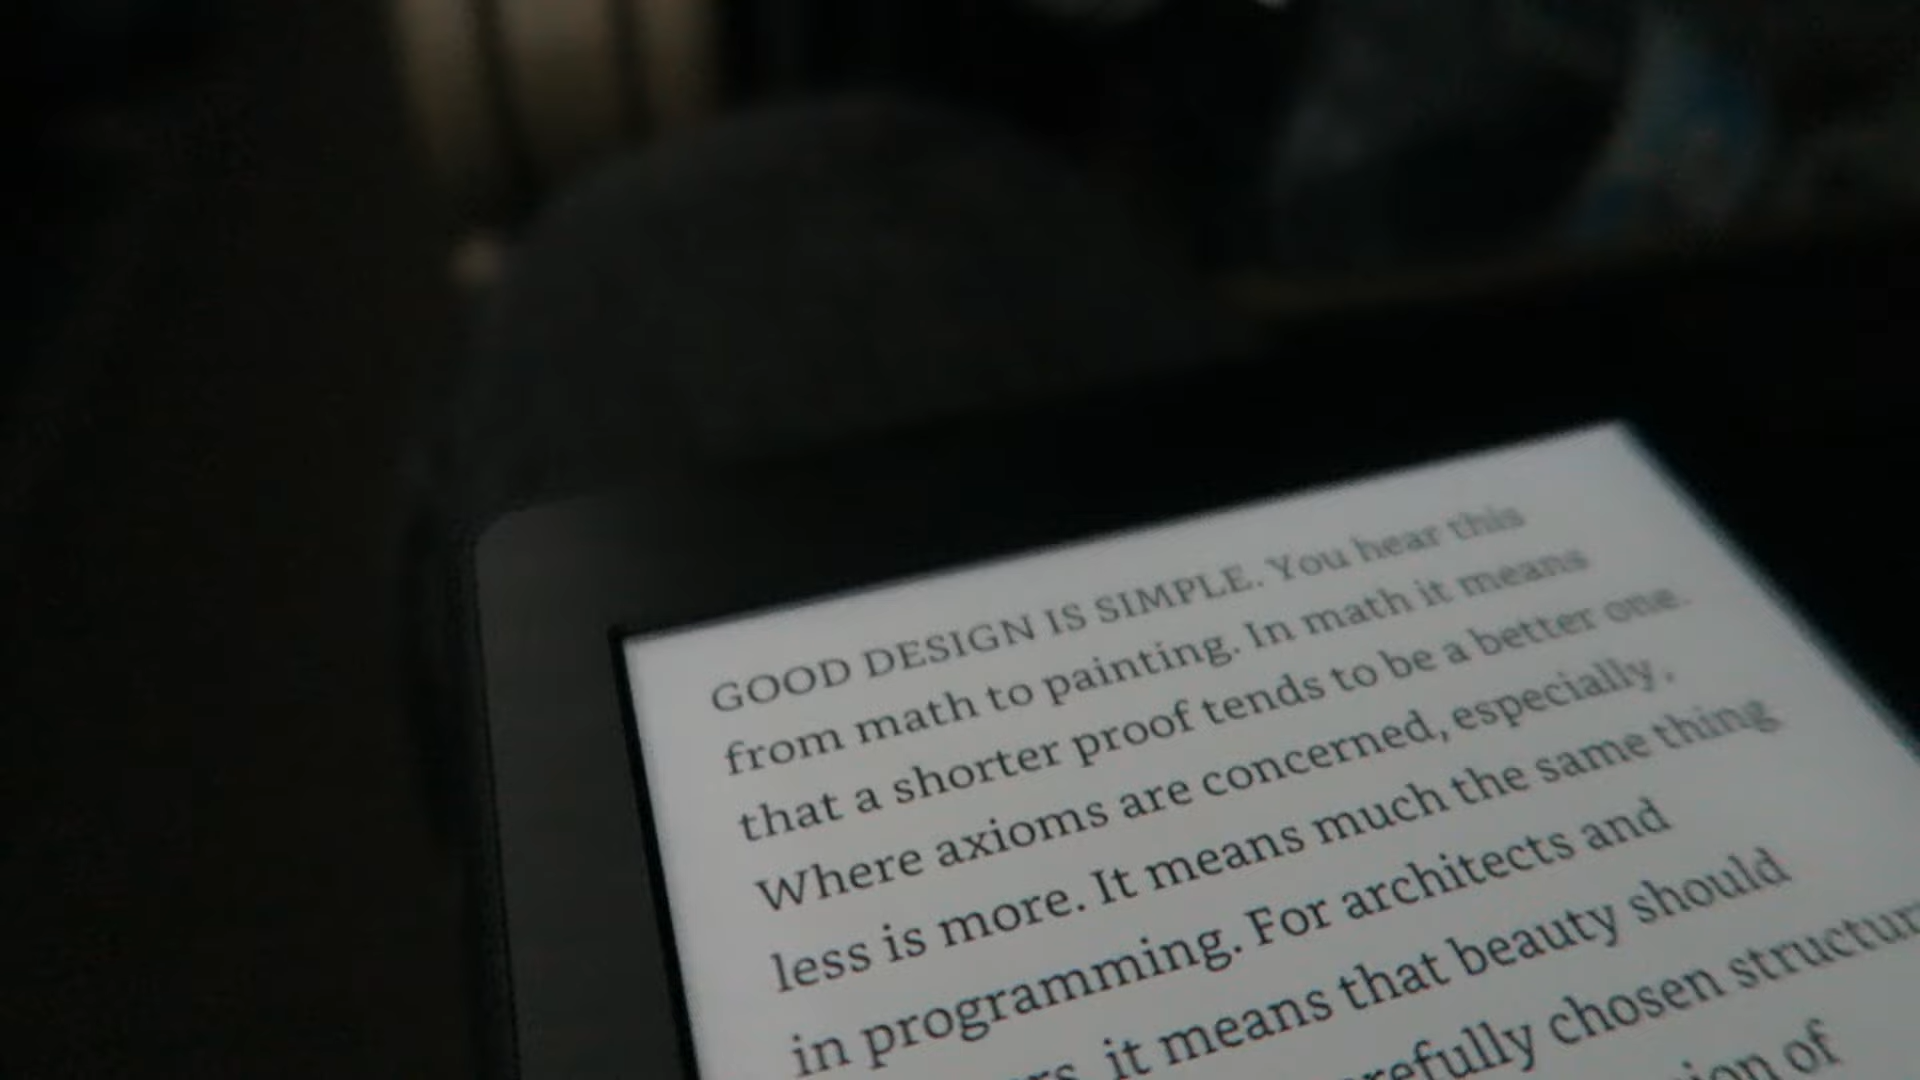 GOOD DESIGN IS SIMPLE. You hear this
from math to painting. In math it means
that a shorter proof tends to be a better one.
Where axioms are concerned, especially,
less is more. It means much the same thing
in programming. For architects and
it means that beauty should
chosen
of